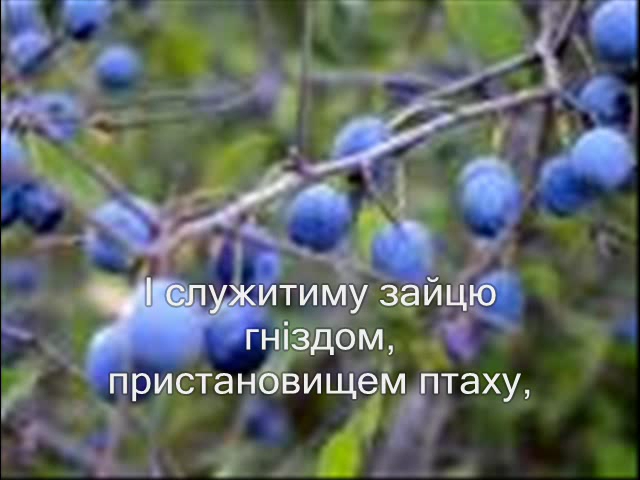 І служитиму зайцю
гніздом,
пристановищем птаху,